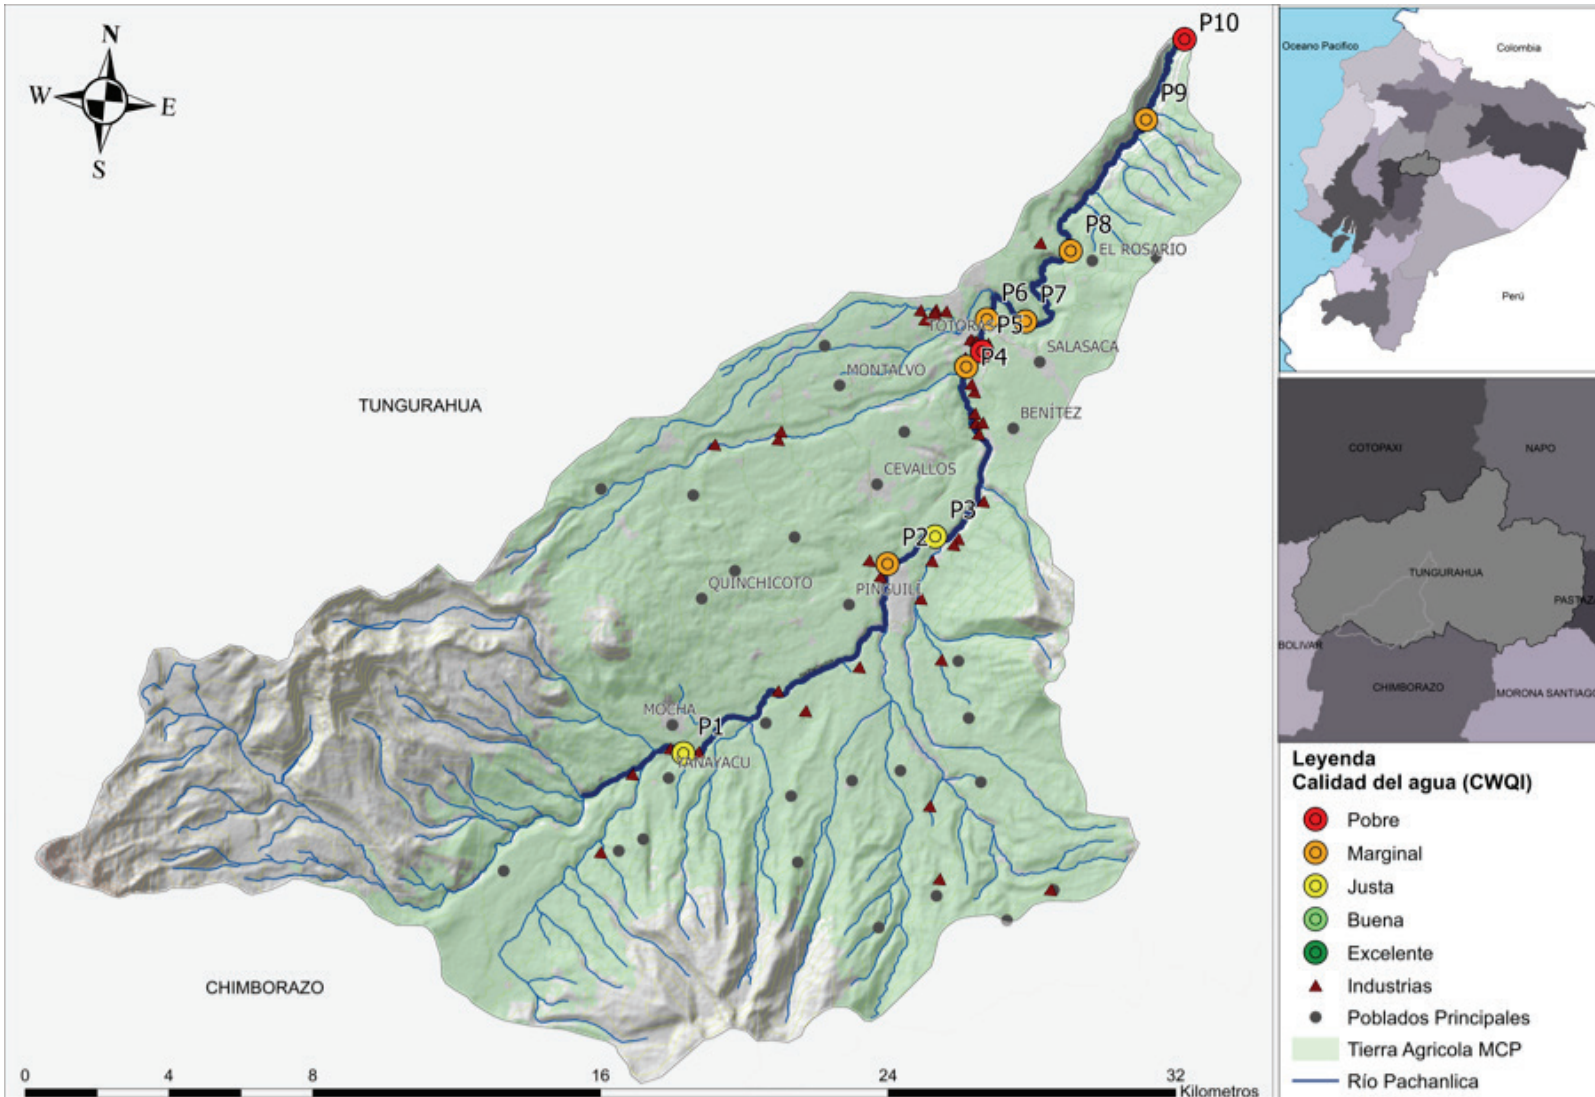 N
W
E
S
P10
P9
P8
EL ROSARIO
P6
P7
TOTORAS
P5
P4
SALASACA
MONTALVO
TUNGURAHUA
BENÍTEZ
CEVALLOS
P3
P2
QUINCHICOTO
PINGUILÍ
MOCHA
P1
YANAYACU
CHIMBORAZO
0
4
8
16
24
32
Kilometros
Oceano Pacifico
Colombia
Perú
COTOPAXI
NAPO
TUNGURAHUA
PASTAZA
BOLIVAR
CHIMBORAZO
MORONA SANTIAGO
Leyenda
Calidad del agua (CWQI)
Pobre
Marginal
Justa
Buena
Excelente
Industrias
Poblados Principales
Tierra Agricola MCP
Río Pachanlica